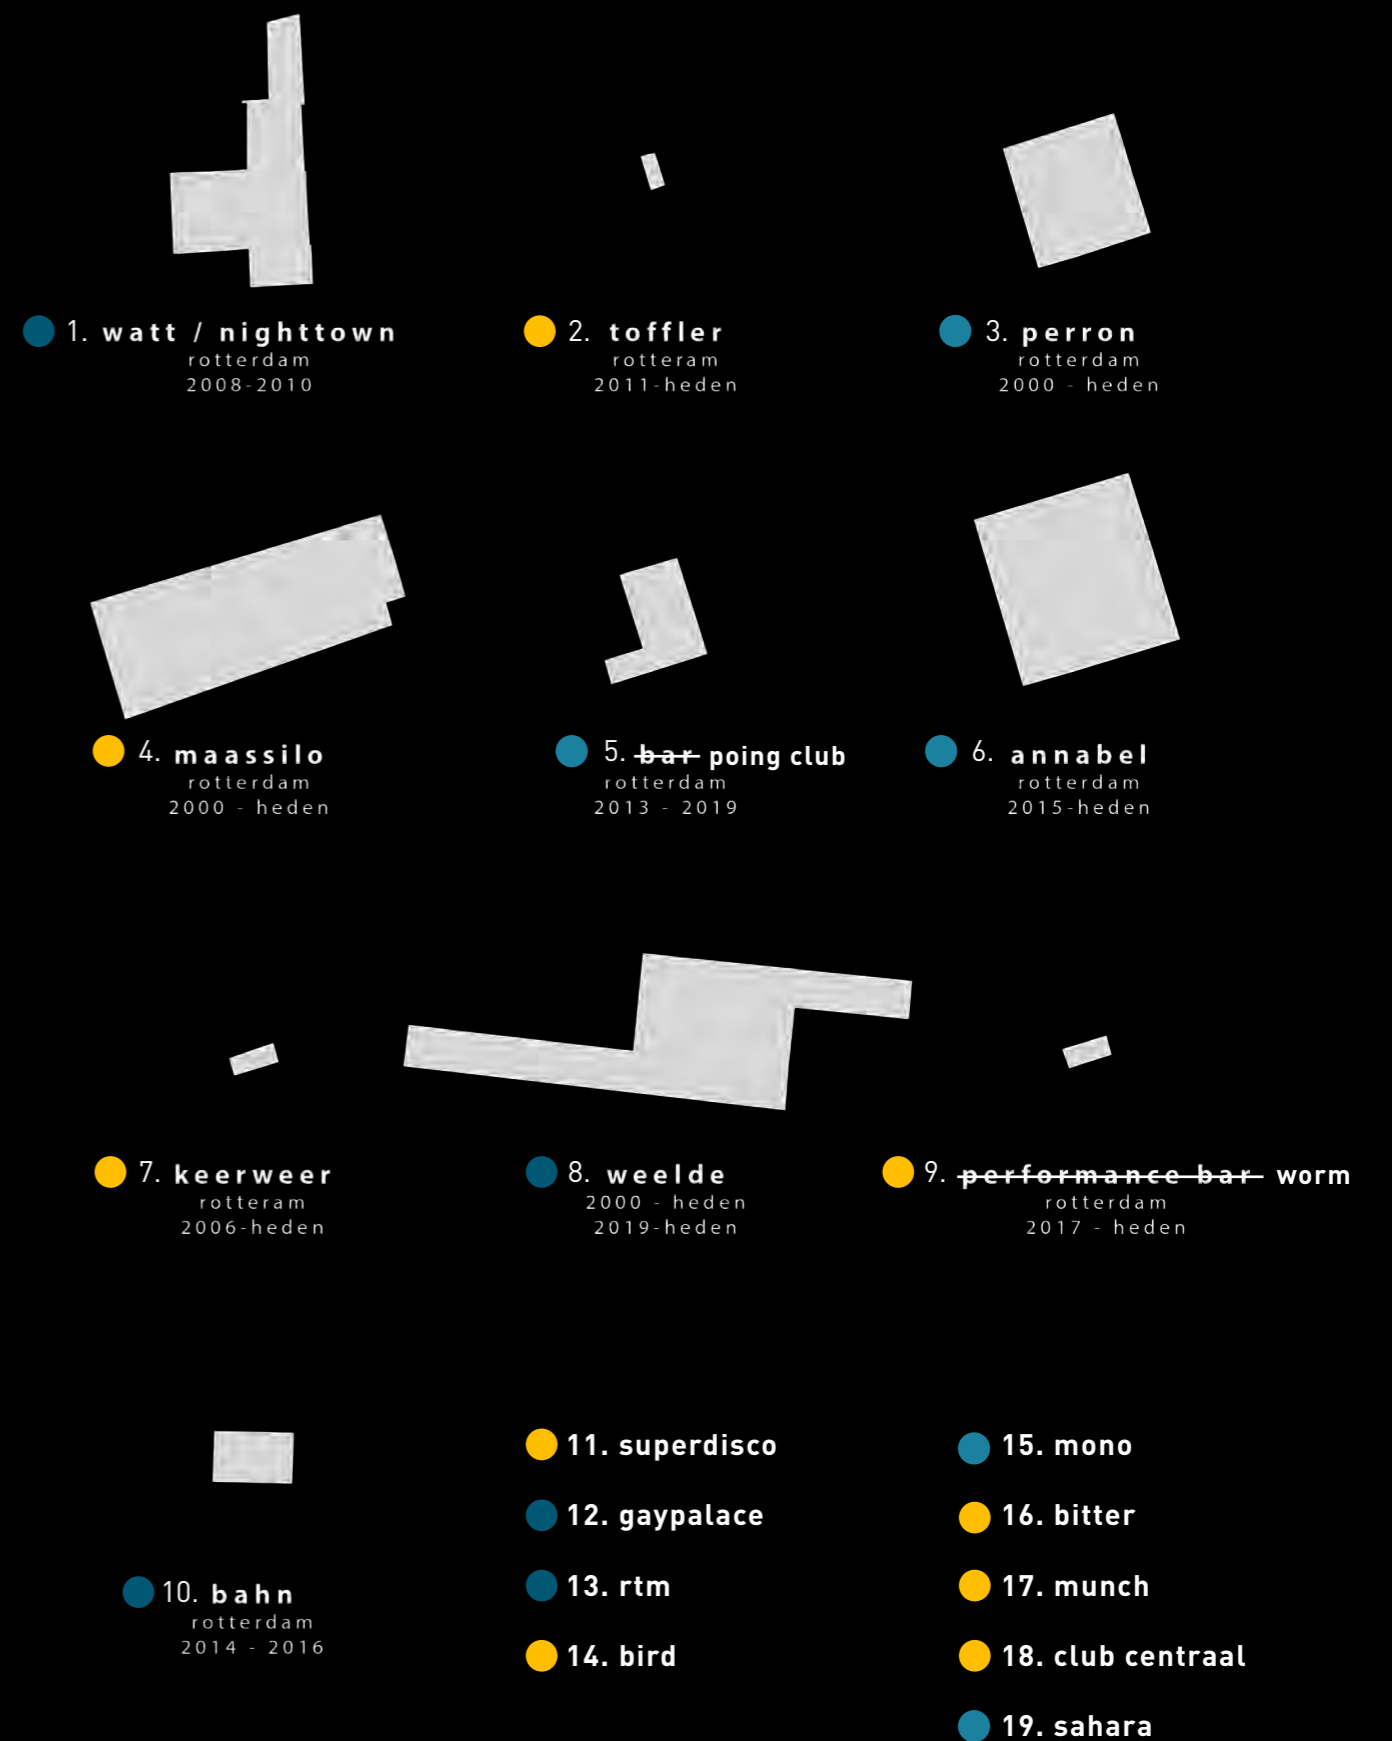 1. watt / nighttown
rotterdam
2008-2010
2. toffler
rotteram
2011-heden
3. perron
rotterdam
2000 - heden
4. maassilo
rotterdam
2000 - heden
5. bar poing club
rotterdam
2013 - 2019
6. annabel
rotterdam
2015-heden
7. keerweer
rotteram
2006-heden
8. weelde
2000 - heden
2019-heden
9. performance bar worm
rotterdam
2017 - heden
10. bahn
rotterdam
2014 - 2016
11. superdisco
12. gaypalace
13. rtm
14. bird
15. mono
16. bitter
17. munch
18. club centraal
19. sahara